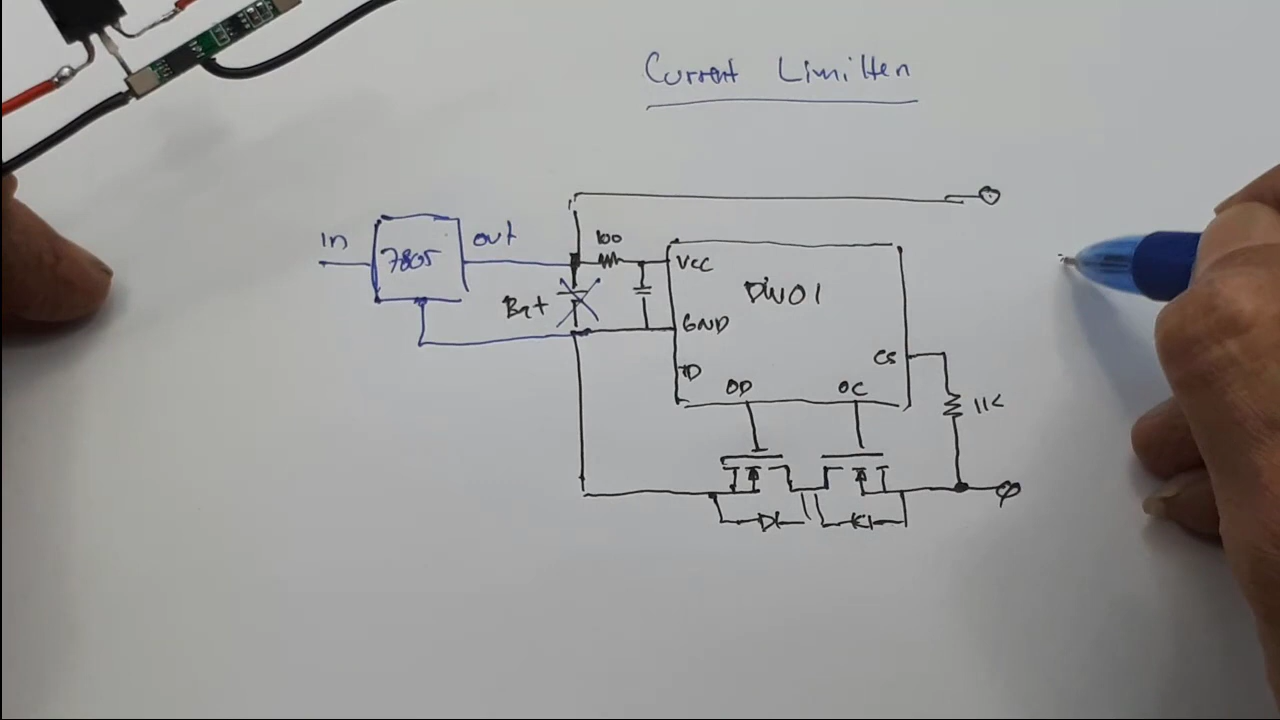 Current Limitter
In
7805
out
100
VCC
DW01
Bat
GND
CS
TD
OD
OC
1K